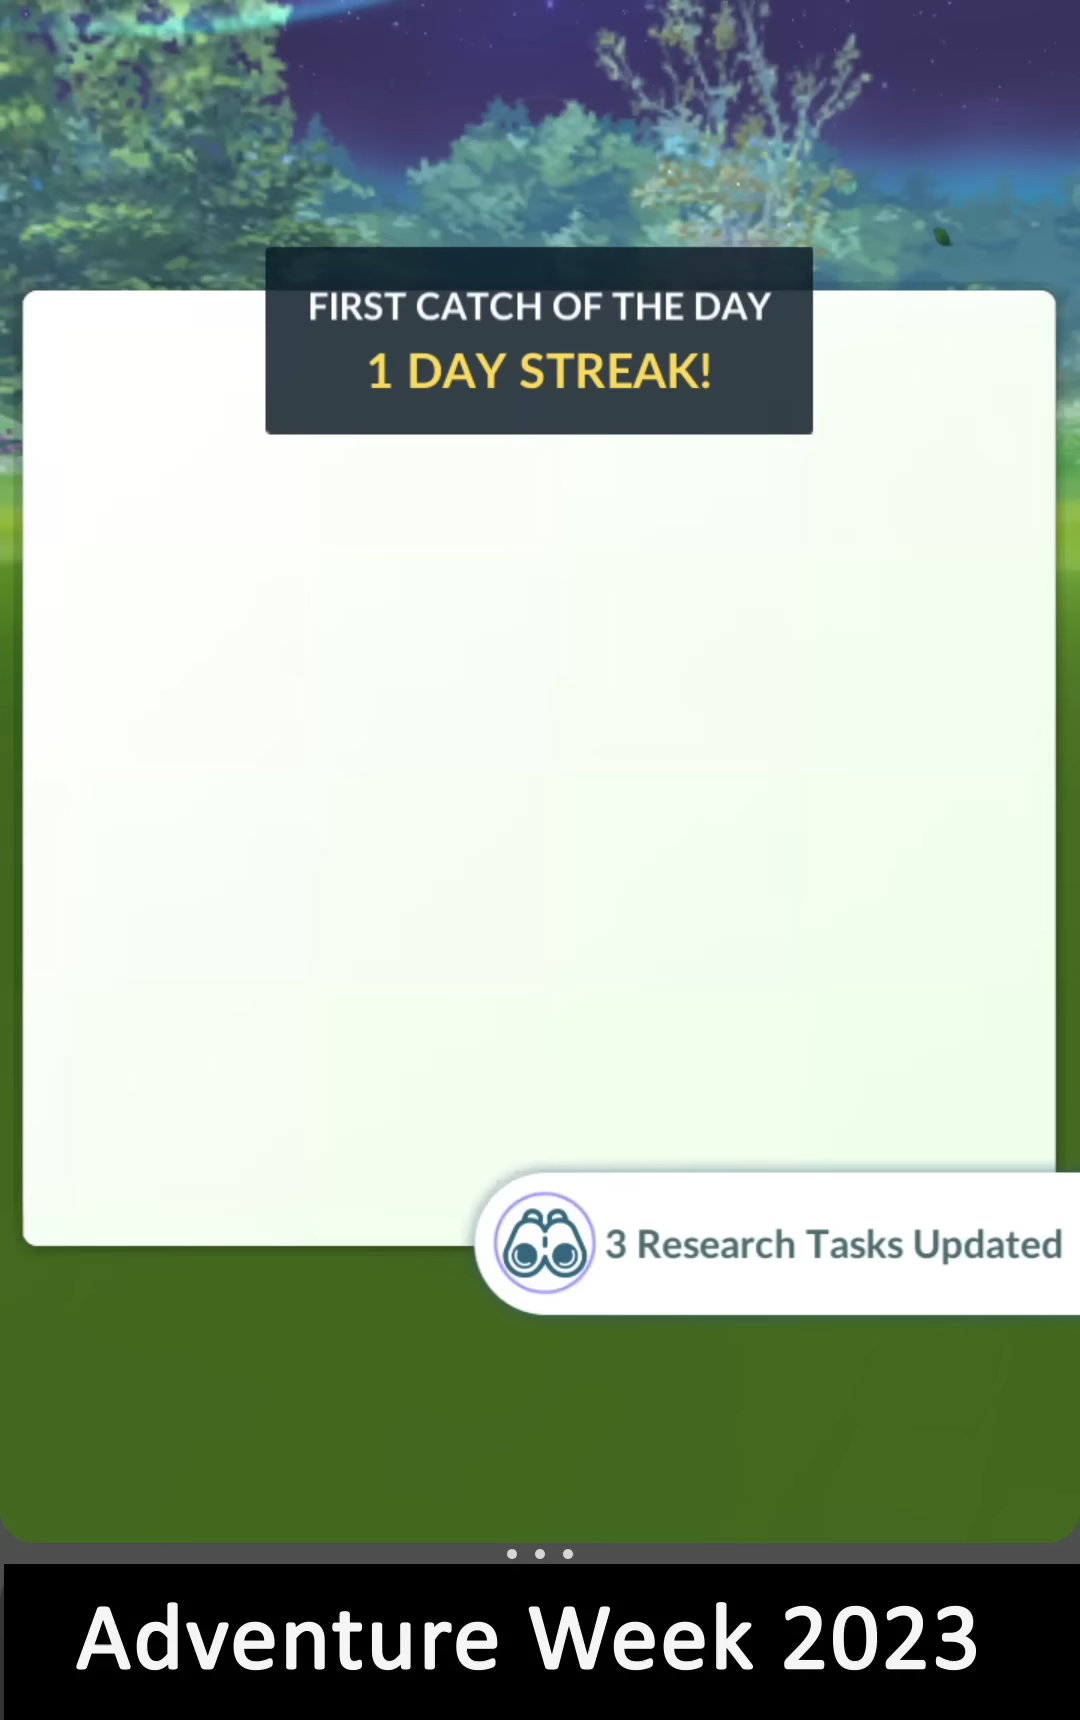 FIRST CATCH OF THE DAY
1 DAY STREAK!
3 Research Tasks Updated
Adventure Week 2023